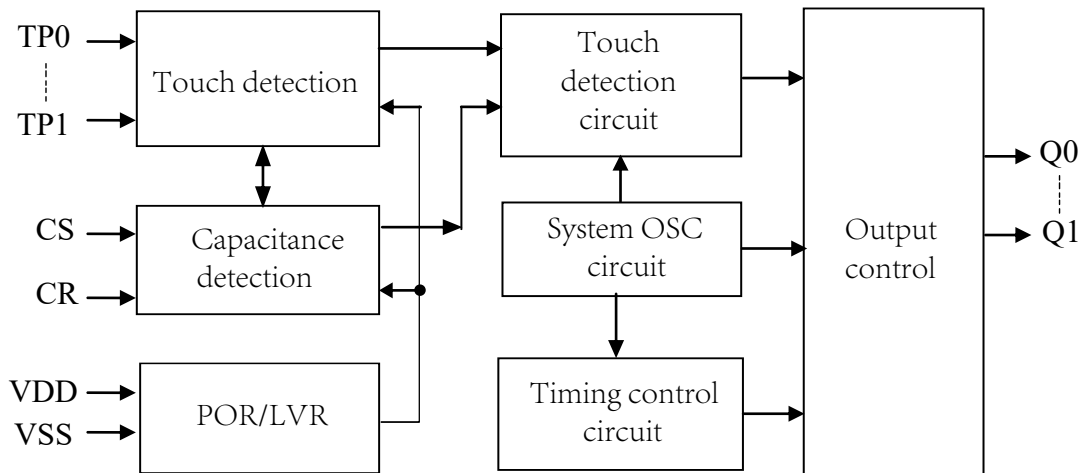 TP0
TP1
Touch detection
Touch
detection
circuit
CS
CR
Capacitance
detection
System OSC
circuit
Output
control
Q0
Q1
VDD
VSS
POR/LVR
Timing control
circuit